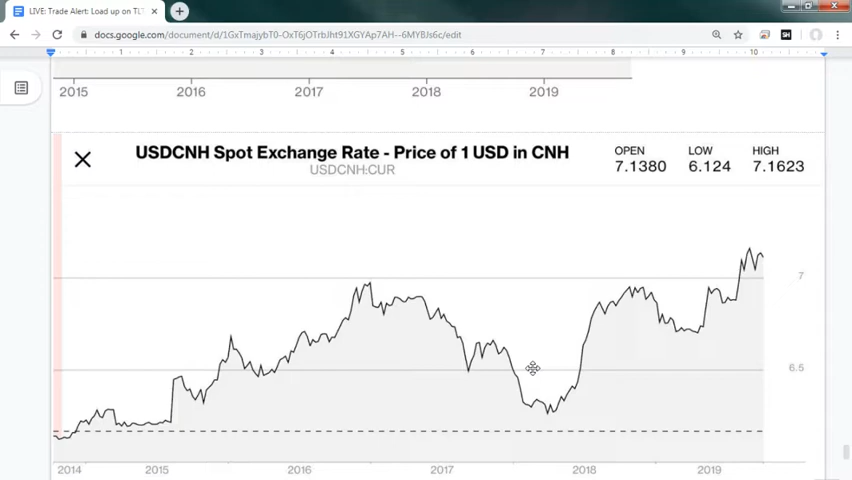 LIVE: Trade Alert: Load up on TLT
docs.google.com/document/d/1GxTmajybT0-OxT6jOTrbJht91XGYAp7AH--6MYBJs6c/edit
SH
1 2 3 4 5 6 7 8 9 10
2015 2016 2017 2018 2019
USDCNH Spot Exchange Rate - Price of 1 USD in CNH
USDCNH:CUR
OPEN LOW HIGH
7.1380 6.124 7.1623
7
6.5
2014 2015 2016 2017 2018 2019